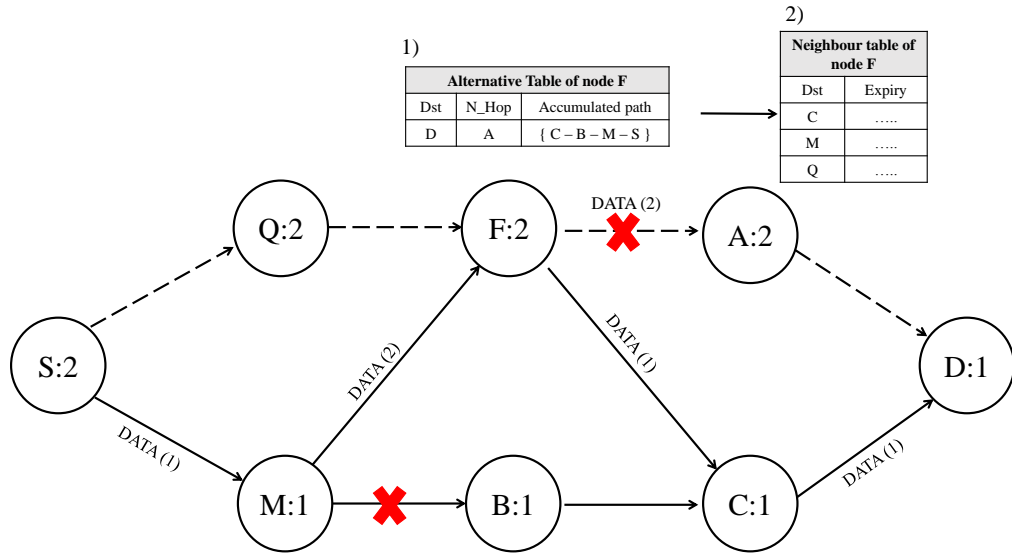 1)
Alternative Table of node F
Dst N_Hop Accumulated path
D A { C – B – M – S }
2)
Neighbour table of
node F
Dst Expiry
C …..
M …..
Q …..
DATA (2)
Q:2
F:2
A:2
S:2
DATA (2)
DATA (1)
D:1
DATA (1)
DATA (1)
M:1
B:1
C:1